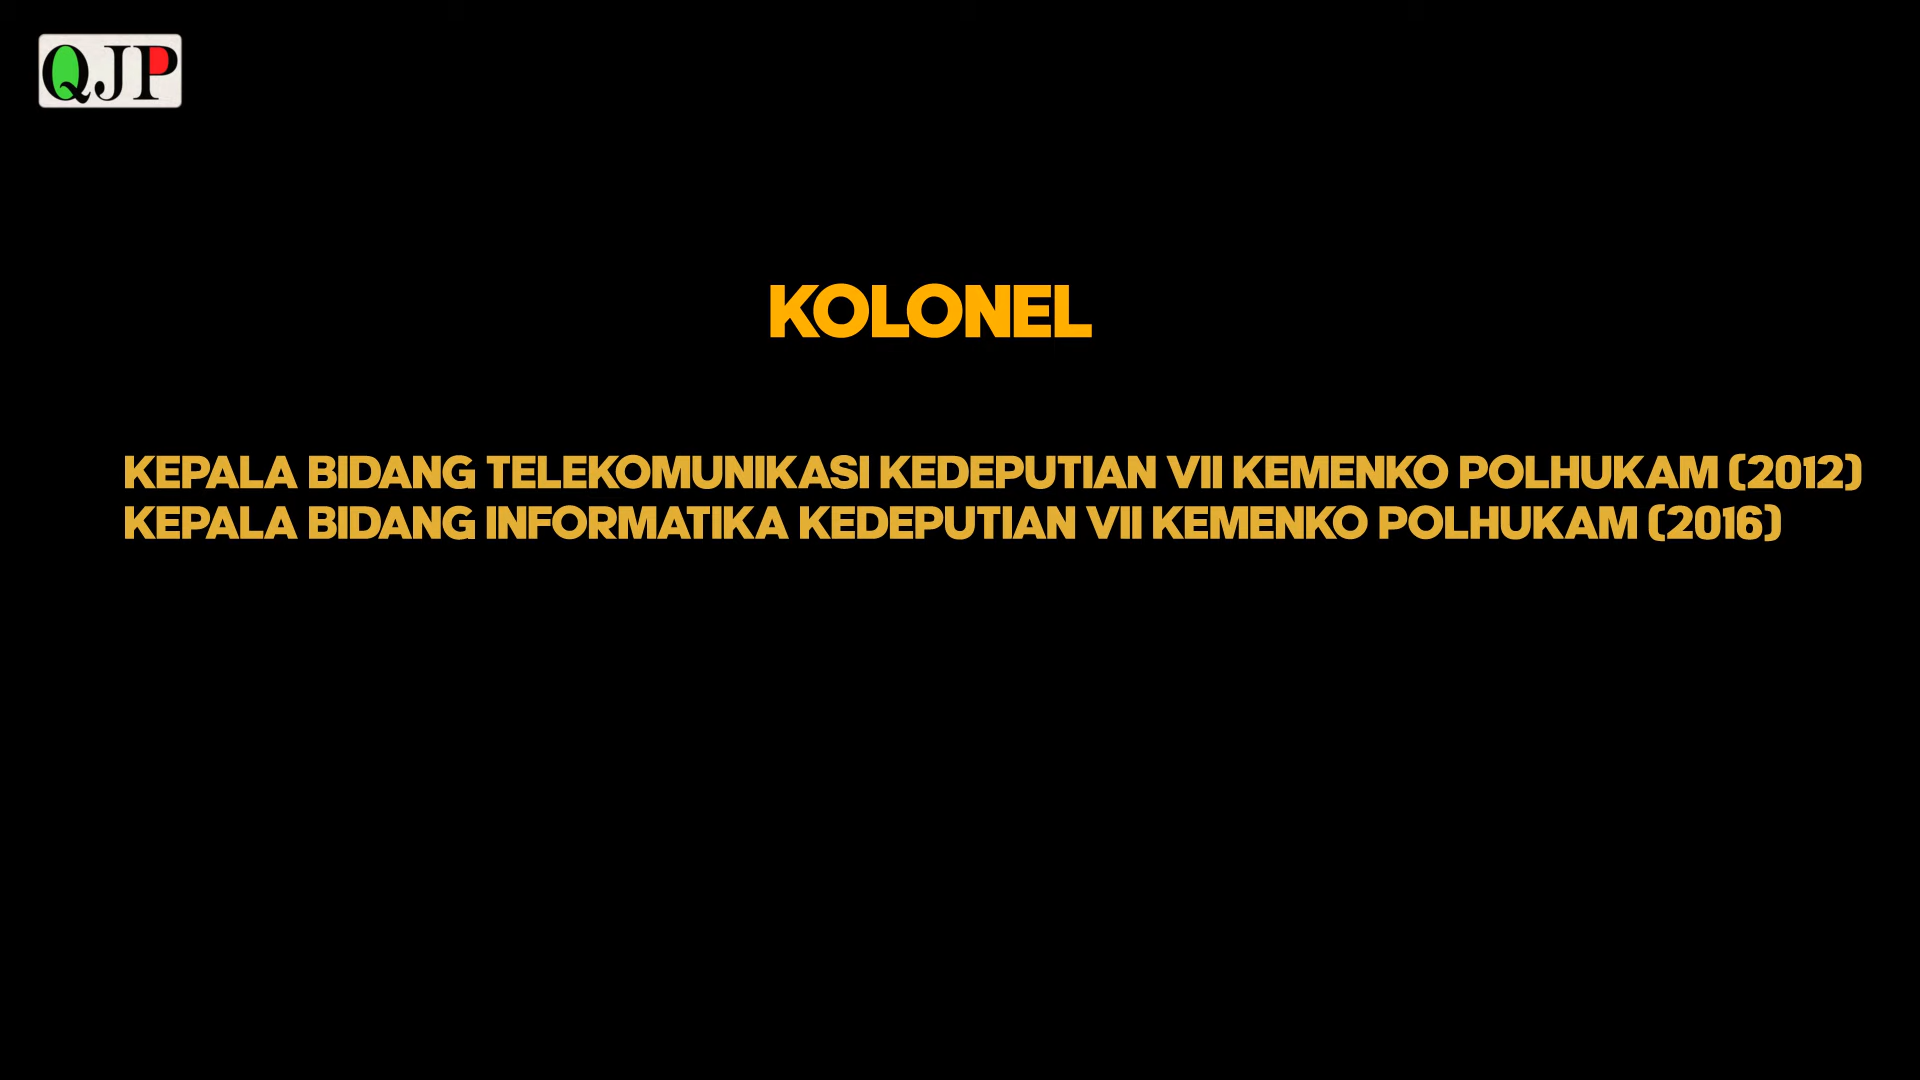 QJP
KOLONEL
KEPALA BIDANG TELEKOMUNIKASI KEDEPUTIAN VII KEMENKO POLHUKAM (2012)
KEPALA BIDANG INFORMATIKA KEDEPUTIAN VII KEMENKO POLHUKAM (2016)